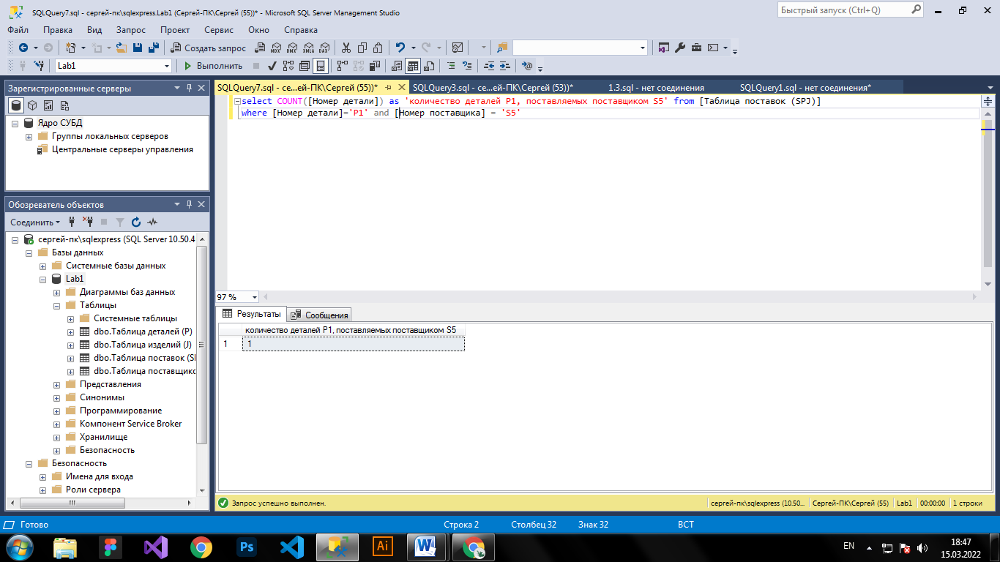 SQLQuery7.sql - сергей-пк\sqlexpress.Lab1 (Сергей-ПК\Сергей (55))* - Microsoft SQL Server Management Studio
Быстрый запуск (Ctrl+Q)
Файл Правка Вид Запрос Проект Сервис Окно Справка
Создать запрос MDX DMX XMLA DAX
Lab1 Выполнить
Зарегистрированные серверы
Ядро СУБД
Группы локальных серверов
Центральные серверы управления
Обозреватель объектов
Соединить
сергей-пк\sqlexpress (SQL Server 10.50.4
Базы данных
Системные базы данных
Lab1
Диаграммы баз данных
Таблицы
Системные таблицы
dbo.Таблица деталей (P)
dbo.Таблица изделий (J)
dbo.Таблица поставок (SI
dbo.Таблица поставщикс
Представления
Синонимы
Программирование
Компонент Service Broker
Хранилище
Безопасность
Безопасность
Имена для входа
Роли сервера
SQLQuery7.sql - се...ей-ПК\Сергей (55))* SQLQuery3.sql - се...ей-ПК\Сергей (53))* 1.3.sql - нет соединения SQLQuery1.sql - нет соединения*
select COUNT([Номер детали]) as 'количество деталей P1, поставляемых поставщиком S5' from [Таблица поставок (SPJ)]
where [Номер детали]='P1' and [Номер поставщика] = 'S5'
97 %
Результаты Сообщения
количество деталей P1, поставляемых поставщиком S5
1 1
Запрос успешно выполнен. сергей-пк\sqlexpress (10.50... Сергей-ПК\Сергей (55) Lab1 00:00:00 1 строки
Готово Строка 2 Столбец 32 Знак 32 ВСТ
Ps Ai W EN 18:47
15.03.2022